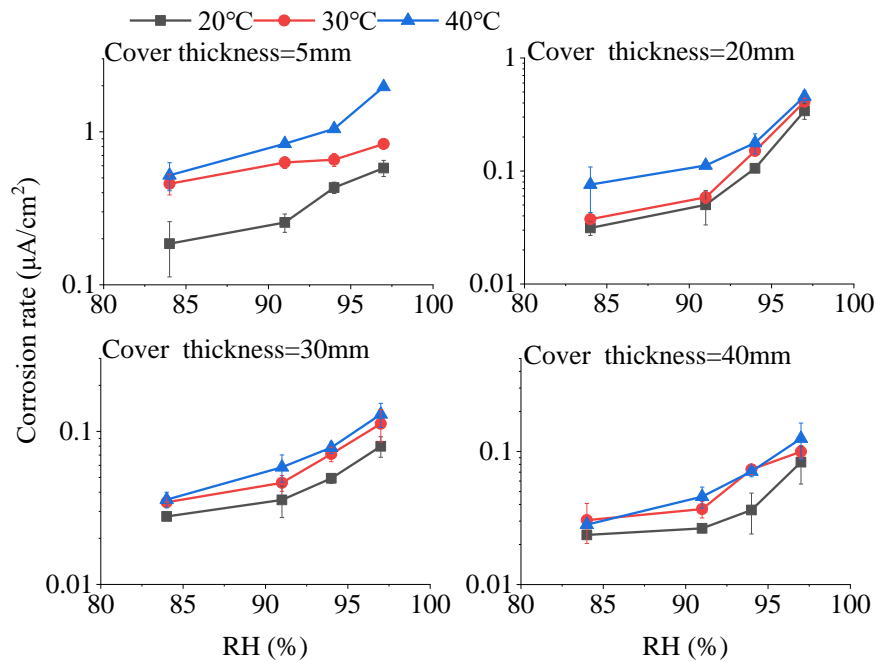 20℃ 30℃ 40℃
Cover thickness=5mm
Cover thickness=20mm
1
0.1
80 85 90 95 100
1
0.1
0.01
80 85 90 95 100
Cover thickness=30mm
Cover thickness=40mm
0.1
0.01
80 85 90 95 100
0.1
0.01
80 85 90 95 100
Corrosion rate (μA/cm²)
RH (%)
RH (%)